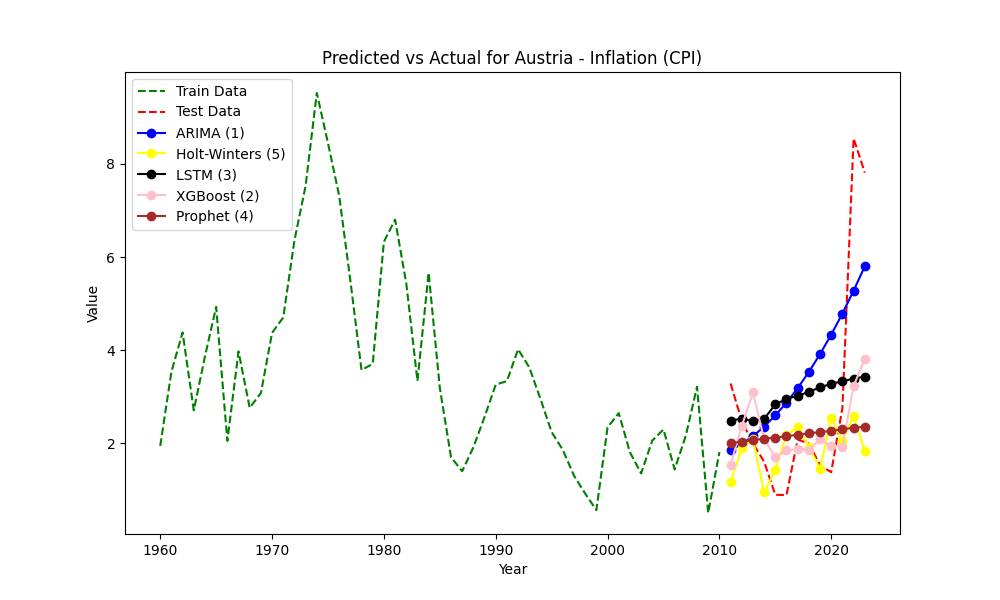 Predicted vs Actual for Austria - Inflation (CPI)
Train Data
Test Data
ARIMA (1)
Holt-Winters (5)
LSTM (3)
XGBoost (2)
Prophet (4)
8
6
4
2
Value
1960 1970 1980 1990 2000 2010 2020
Year